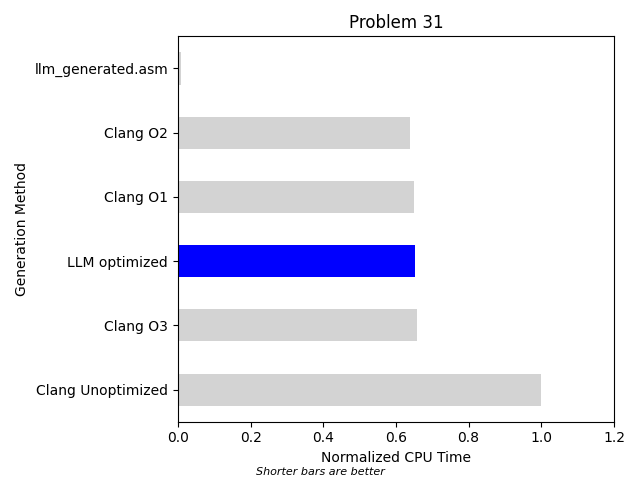 Problem 31
llm_generated.asm
Clang O2
Clang O1
LLM optimized
Clang O3
Clang Unoptimized
Generation Method
0.0 0.2 0.4 0.6 0.8 1.0 1.2
Normalized CPU Time
Shorter bars are better